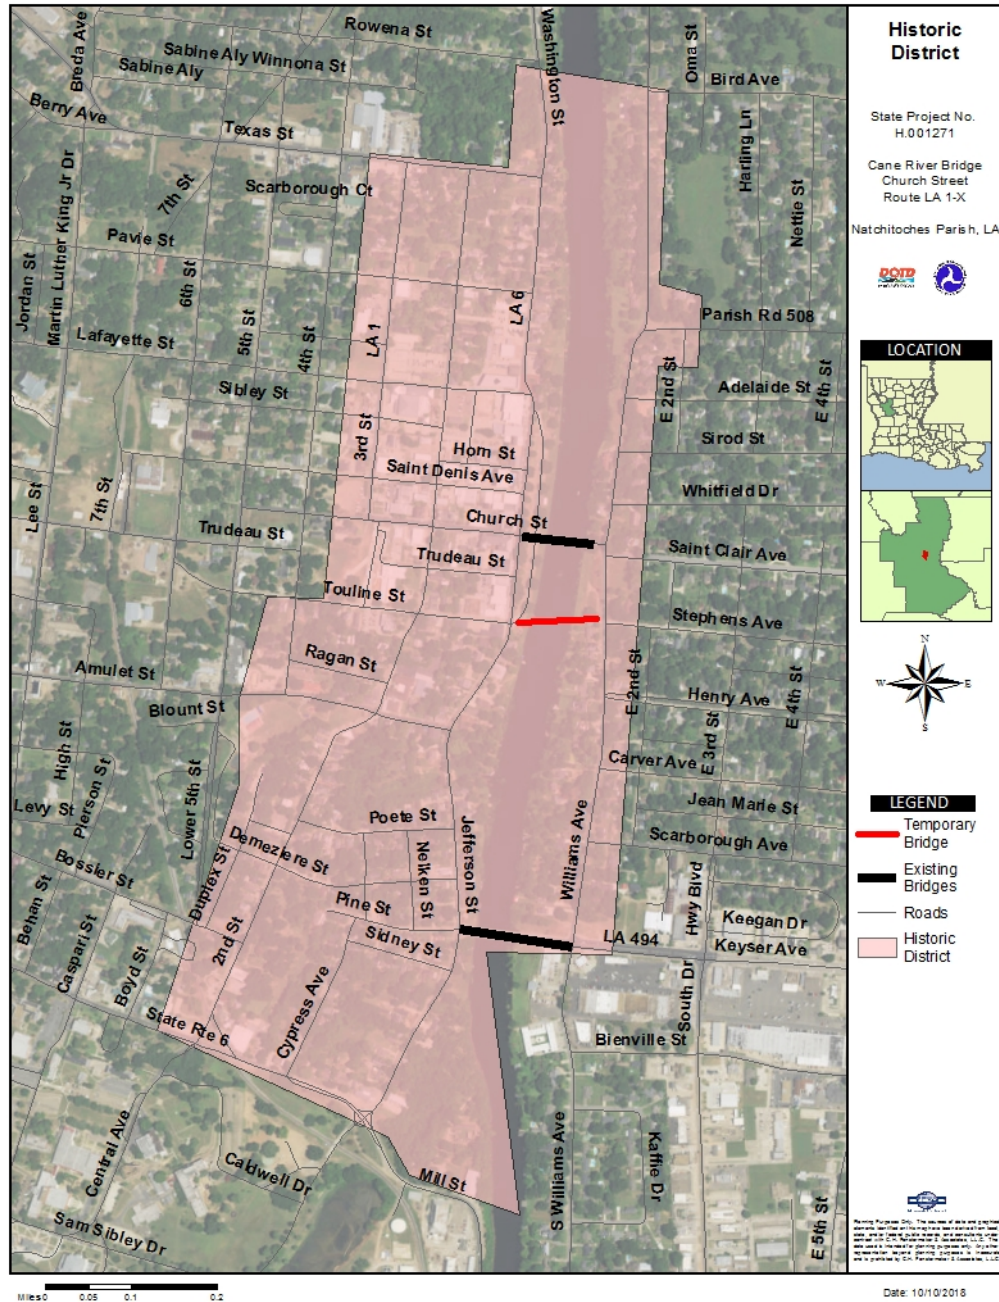 Historic
District
State Project No.
H.001271
Cane River Bridge
Church Street
Route LA 1-X
Natchitoches Parish, LA
DOTD
LOCATION
N
W
E
S
LEGEND
Temporary
Bridge
Existing
Bridges
Roads
Historic
District
Date: 10/10/2018
Rowena St
Washington St
Breda Ave
Sabine Aly
Winnona St
Sabine Aly
Oma St
Bird Ave
Berry Ave
Texas St
Harling Ln
Martin Luther King Jr Dr
7th St
Scarborough Ct
Nettie St
Pavie St
Jordan St
6th St
LA 6
Parish Rd 508
Lafayette St
5th St
4th St
LA 1
E 2nd St
Adelaide St
E 4th St
Sibley St
3rd St
Horn St
Sirod St
Saint Denis Ave
Lee St
7th St
Whitfield Dr
Church St
Trudeau St
Trudeau St
Saint Clair Ave
Touline St
Stephens Ave
Ragan St
Amulet St
E 2nd St
Henry Ave
E 4th St
Blount St
High St
E 3rd St
Pierson St
Carver Ave
Levy St
Lower 5th St
Jean Marie St
Poete St
Jefferson St
Williams Ave
Scarborough Ave
Demeziere St
Nelken St
Bossier St
Duplex St
Behan St
Pine St
Hwy Blvd
Keegan Dr
Caspari St
2nd St
Sidney St
LA 494
Keyser Ave
Boyd St
Cypress Ave
South Dr
State Rte 6
Bienville St
Central Ave
Caldwell Dr
Mill St
S Williams Ave
Kaffie Dr
E 5th St
Sam Sibley Dr
Miles 0 0.05 0.1 0.2